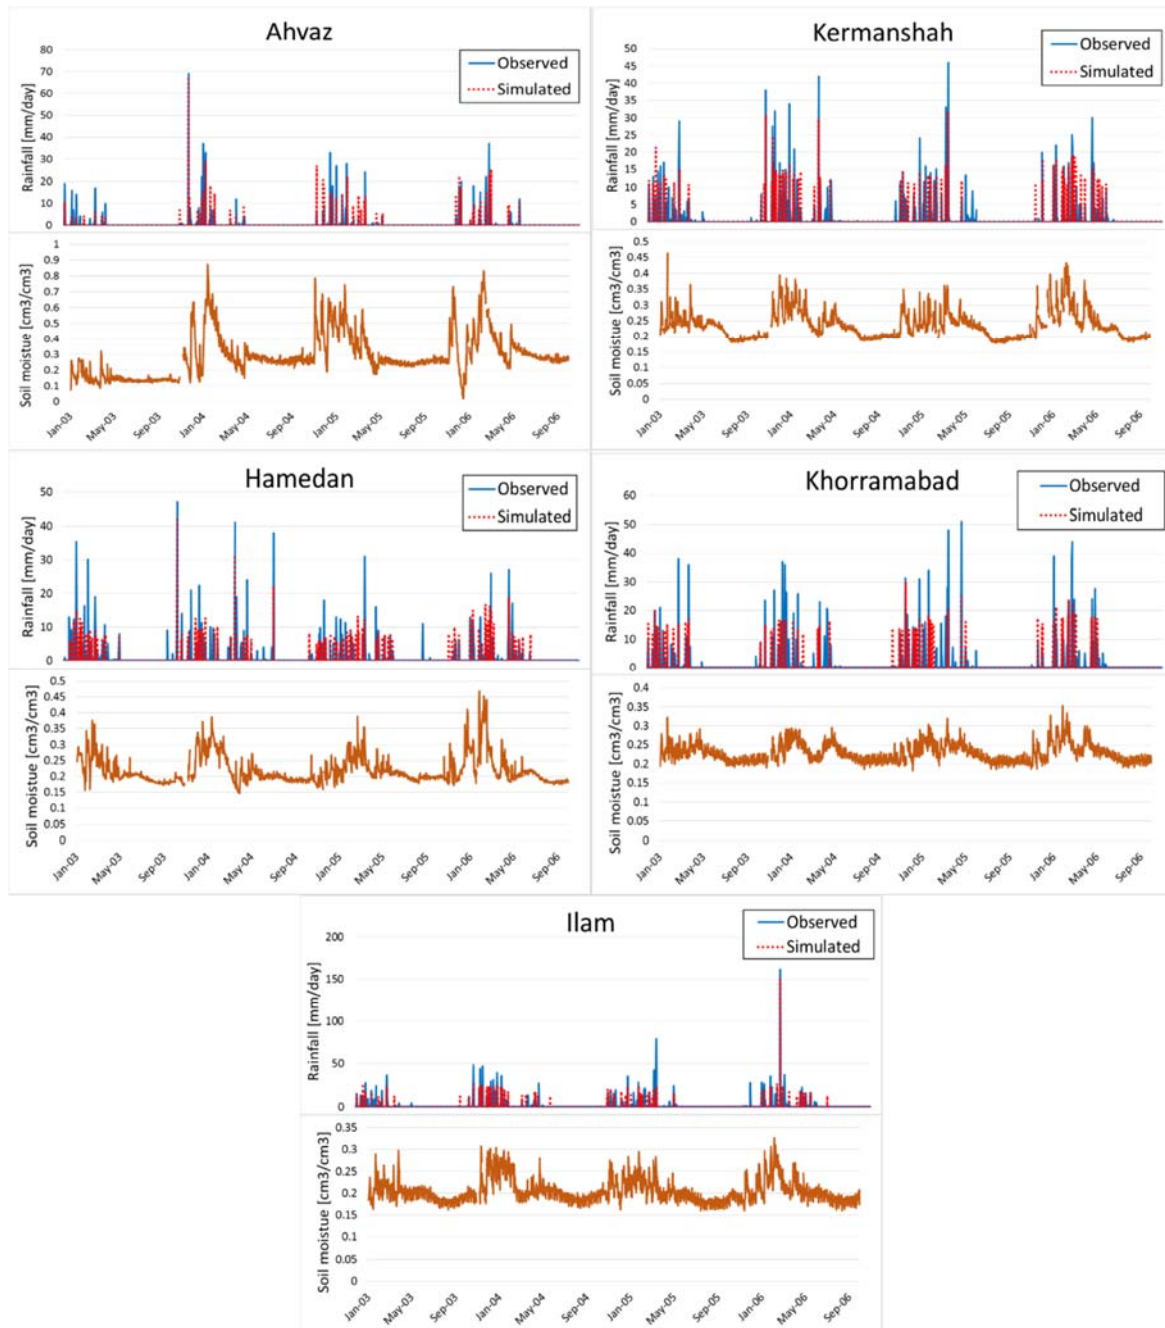 Ahvaz
Observed
Simulated
Rainfall [mm/day]
80
70
60
50
40
30
20
10
0
Soil moistue [cm3/cm3]
1
0.9
0.8
0.7
0.6
0.5
0.4
0.3
0.2
0.1
0
Jan-03 May-03 Sep-03 Jan-04 May-04 Sep-04 Jan-05 May-05 Sep-05 Jan-06 May-06 Sep-06
Kermanshah
Observed
Simulated
Rainfall [mm/day]
50
45
40
35
30
25
20
15
10
5
0
Soil moistue [cm3/cm3]
0.5
0.45
0.4
0.35
0.3
0.25
0.2
0.15
0.1
0.05
0
Jan-03 May-03 Sep-03 Jan-04 May-04 Sep-04 Jan-05 May-05 Sep-05 Jan-06 May-06 Sep-06
Hamedan
Observed
Simulated
Rainfall [mm/day]
50
40
30
20
10
0
Soil moistue [cm3/cm3]
0.5
0.45
0.4
0.35
0.3
0.25
0.2
0.15
0.1
0.05
0
Jan-03 May-03 Sep-03 Jan-04 May-04 Sep-04 Jan-05 May-05 Sep-05 Jan-06 May-06 Sep-06
Khorramabad
Observed
Simulated
Rainfall [mm/day]
60
50
40
30
20
10
0
Soil moistue [cm3/cm3]
0.4
0.35
0.3
0.25
0.2
0.15
0.1
0.05
0
Jan-03 May-03 Sep-03 Jan-04 May-04 Sep-04 Jan-05 May-05 Sep-05 Jan-06 May-06 Sep-06
Ilam
Observed
Simulated
Rainfall [mm/day]
200
150
100
50
0
Soil moistue [cm3/cm3]
0.35
0.3
0.25
0.2
0.15
0.1
0.05
0
Jan-03 May-03 Sep-03 Jan-04 May-04 Sep-04 Jan-05 May-05 Sep-05 Jan-06 May-06 Sep-06